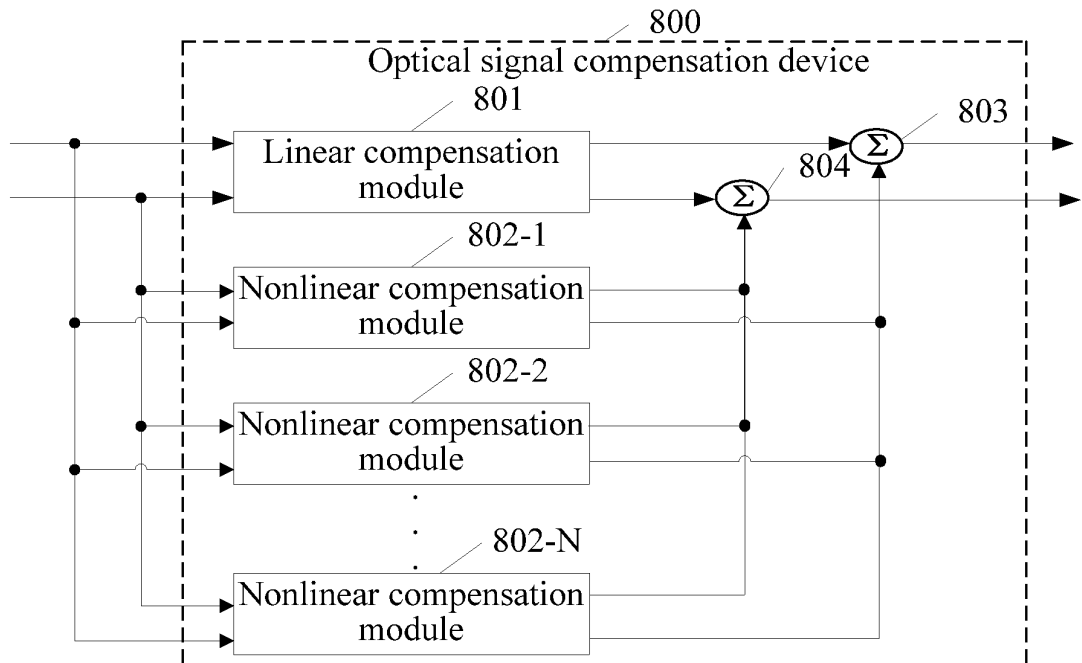 800
Optical signal compensation device
801
803
Linear compensation
module
Σ
804
Σ
802-1
Nonlinear compensation
module
802-2
Nonlinear compensation
module
802-N
Nonlinear compensation
module